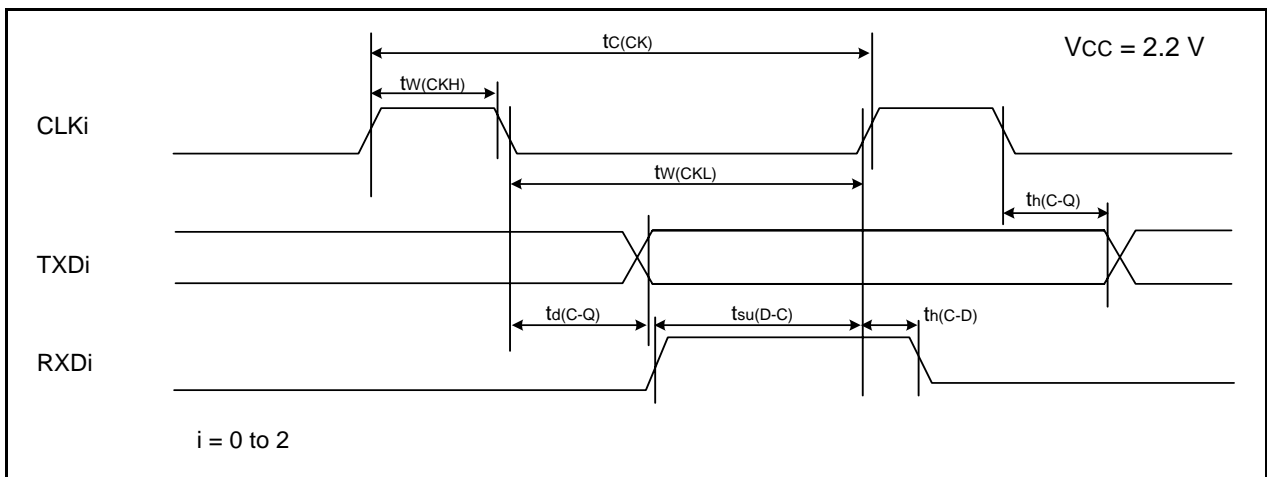 tC(CK)
VCC = 2.2 V
tW(CKH)
CLKi
tW(CKL)
th(C-Q)
TXDi
td(C-Q)
tsu(D-C)
th(C-D)
RXDi
i = 0 to 2